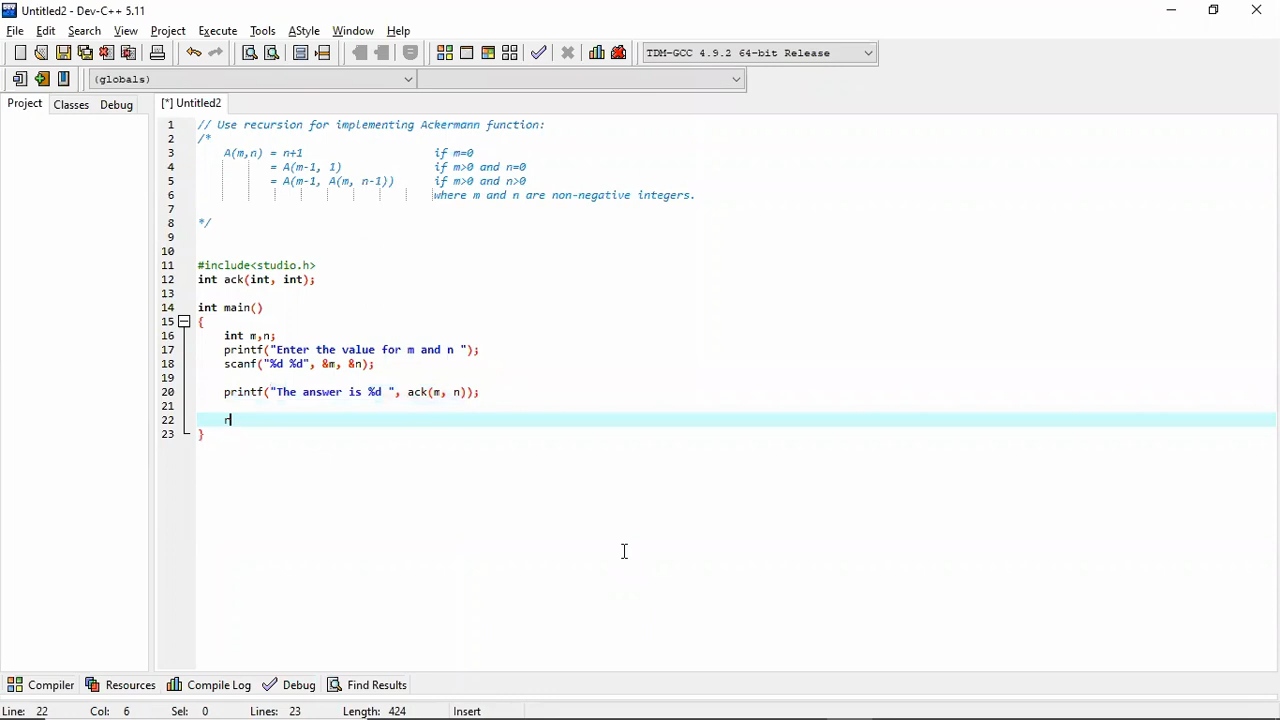 Untitled2 - Dev-C++ 5.11
File Edit Search View Project Execute Tools AStyle Window Help
TDM-GCC 4.9.2 64-bit Release
(globals)
Project Classes Debug
[*] Untitled2
1 // Use recursion for implementing Ackermann function:
2 /*
3 A(m,n) = n+1 if m=0
4 = A(m-1, 1) if m>0 and n=0
5 = A(m-1, A(m, n-1)) if m>0 and n>0
6 where m and n are non-negative integers.
7
8 */
9
10
11 #include<studio.h>
12 int ack(int, int);
13
14 int main()
15 {
16 int m,n;
17 printf("Enter the value for m and n ");
18 scanf("%d %d", &m, &n);
19
20 printf("The answer is %d ", ack(m, n));
21
22 r
23 }
Compiler Resources Compile Log Debug Find Results
Line: 22 Col: 6 Sel: 0 Lines: 23 Length: 424 Insert